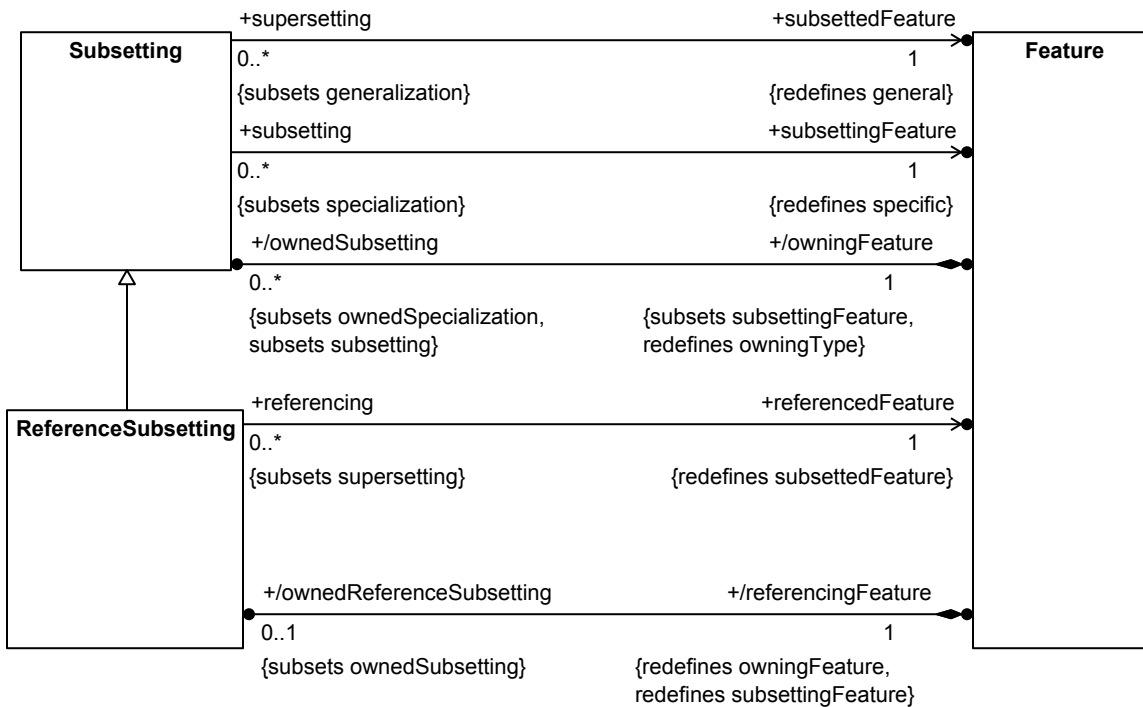 +supersetting
+subsettedFeature
Subsetting
Feature
0..*
1
{subsets generalization}
{redefines general}
+subsetting
+subsettingFeature
0..*
1
{subsets specialization}
{redefines specific}
+/ownedSubsetting
+/owningFeature
0..*
1
{subsets ownedSpecialization,
subsets subsetting}
{subsets subsettingFeature,
redefines owningType}
+referencing
+referencedFeature
ReferenceSubsetting
0..*
1
{subsets supersetting}
{redefines subsettedFeature}
+/ownedReferenceSubsetting
+/referencingFeature
0..1
1
{subsets ownedSubsetting}
{redefines owningFeature,
redefines subsettingFeature}